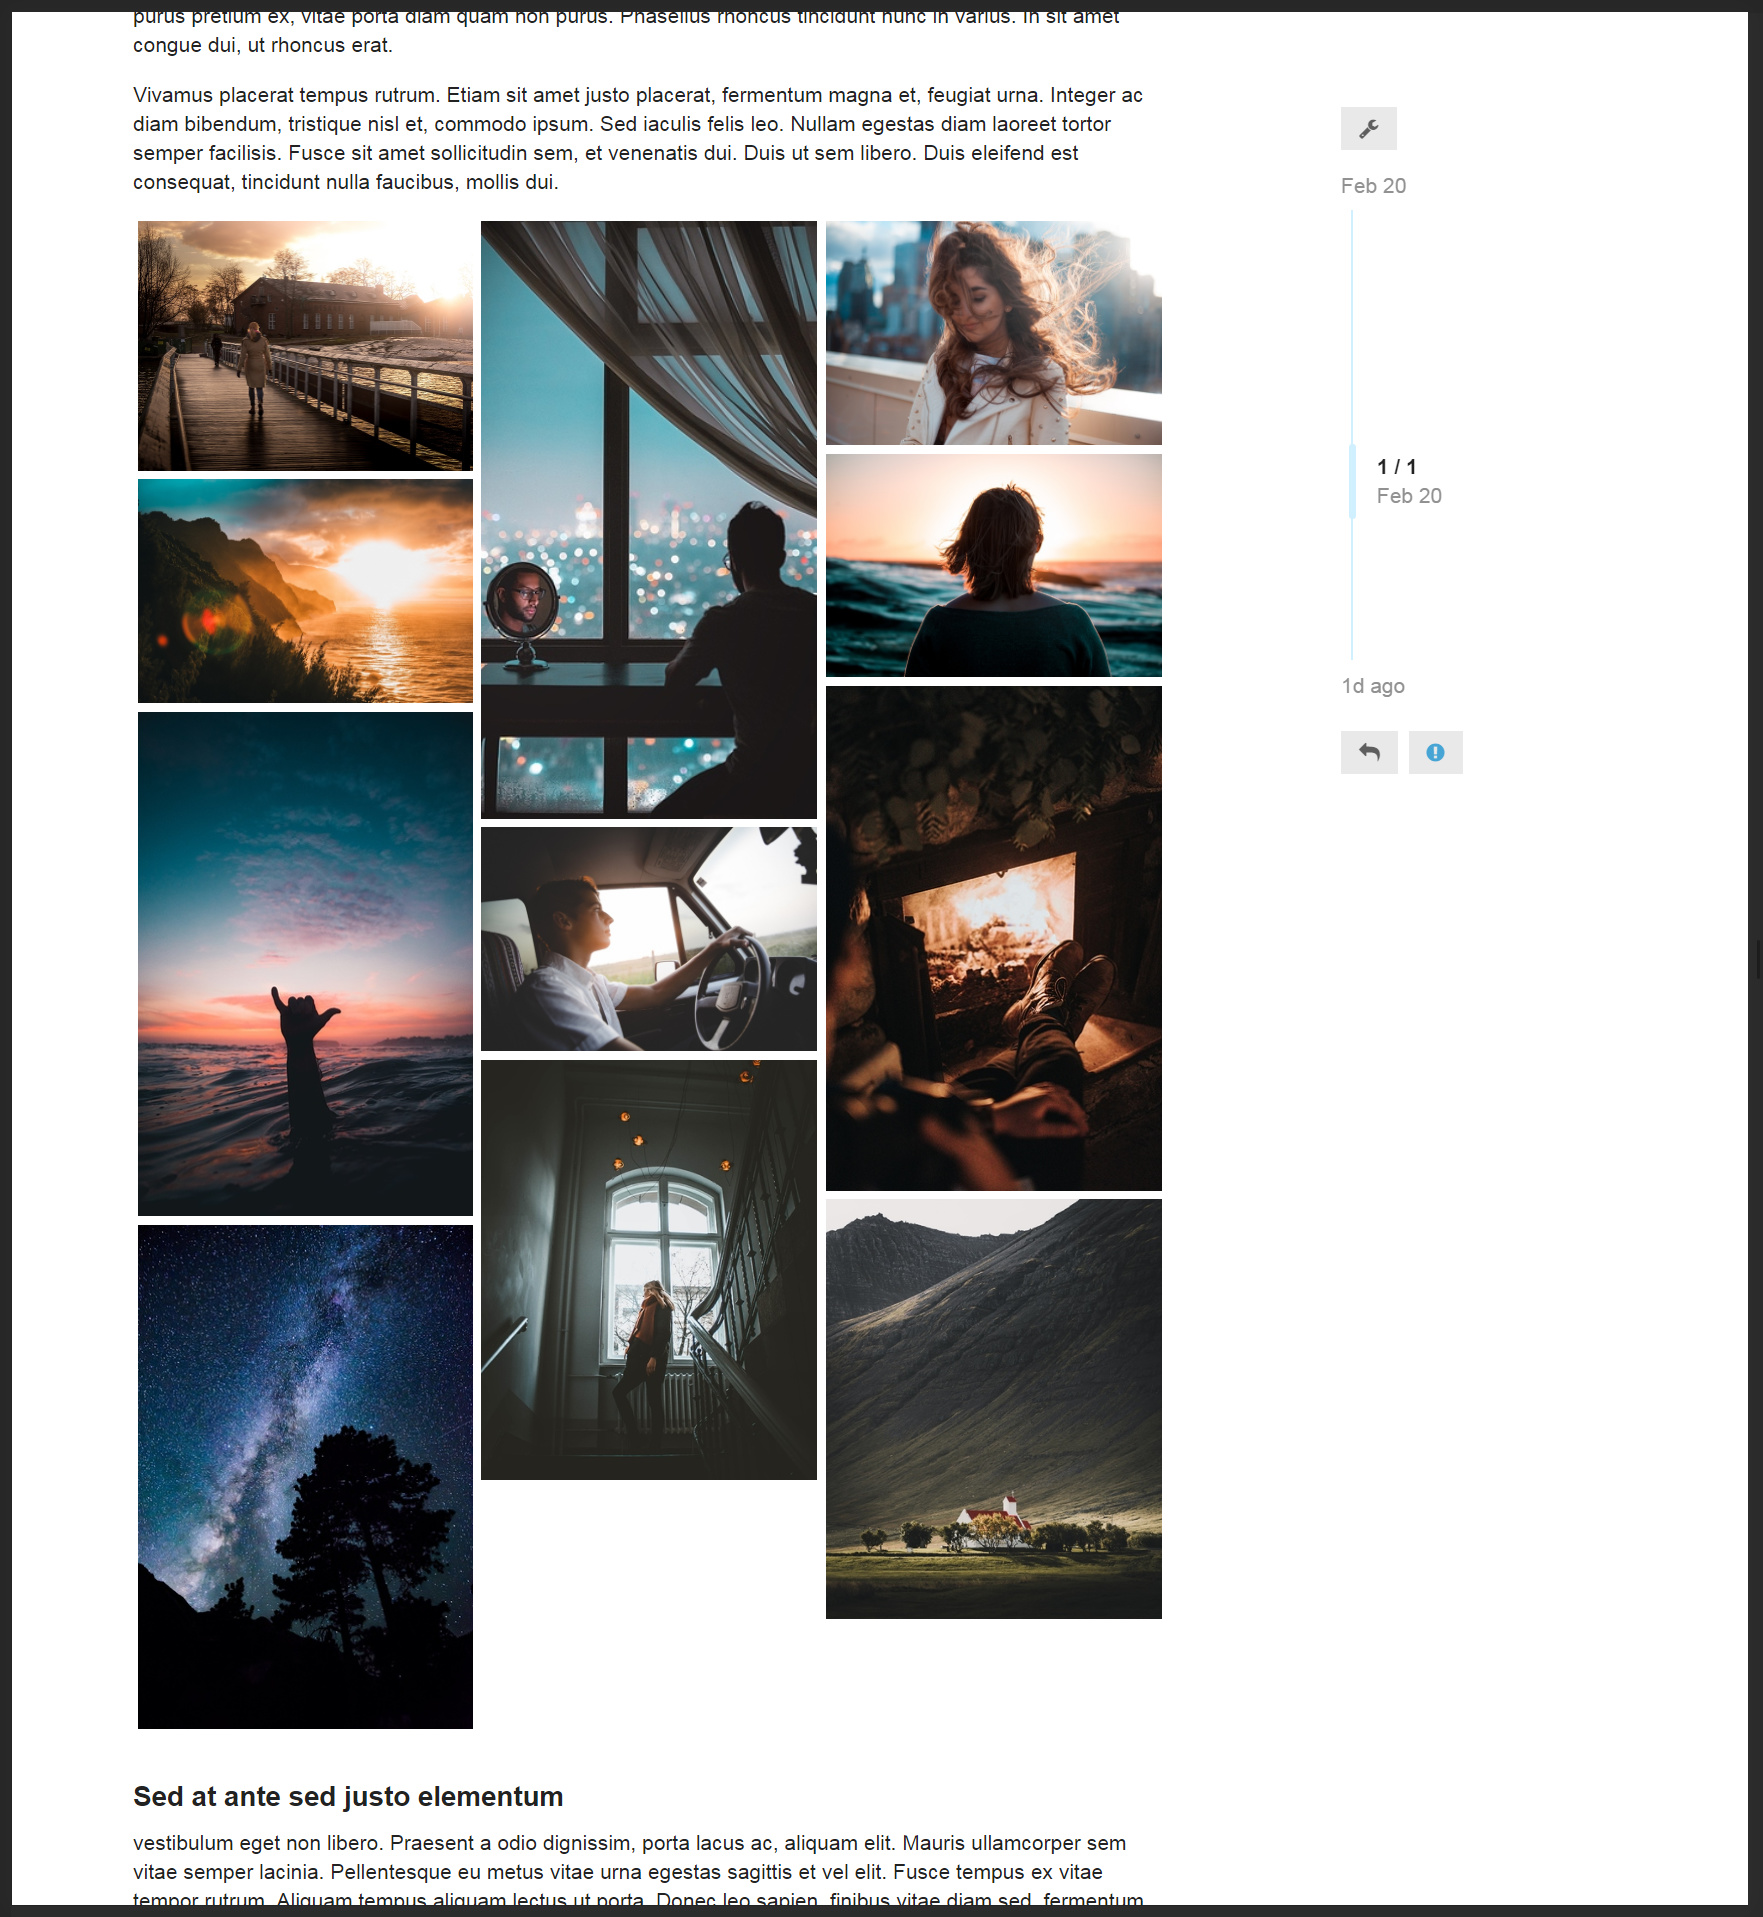 purus pretium ex, vitae porta diam quam non purus. Phasellus rhoncus tincidunt nunc in varius. In sit amet
congue dui, ut rhoncus erat.
Vivamus placerat tempus rutrum. Etiam sit amet justo placerat, fermentum magna et, feugiat urna. Integer ac
diam bibendum, tristique nisl et, commodo ipsum. Sed iaculis felis leo. Nullam egestas diam laoreet tortor
semper facilisis. Fusce sit amet sollicitudin sem, et venenatis dui. Duis ut sem libero. Duis eleifend est
consequat, tincidunt nulla faucibus, mollis dui.
Feb 20
1 / 1
Feb 20
1d ago
Sed at ante sed justo elementum
vestibulum eget non libero. Praesent a odio dignissim, porta lacus ac, aliquam elit. Mauris ullamcorper sem
vitae semper lacinia. Pellentesque eu metus vitae urna egestas sagittis et vel elit. Fusce tempus ex vitae
tempor rutrum. Aliquam tempus aliquam lectus ut porta. Donec leo sapien, finibus vitae diam sed, fermentum